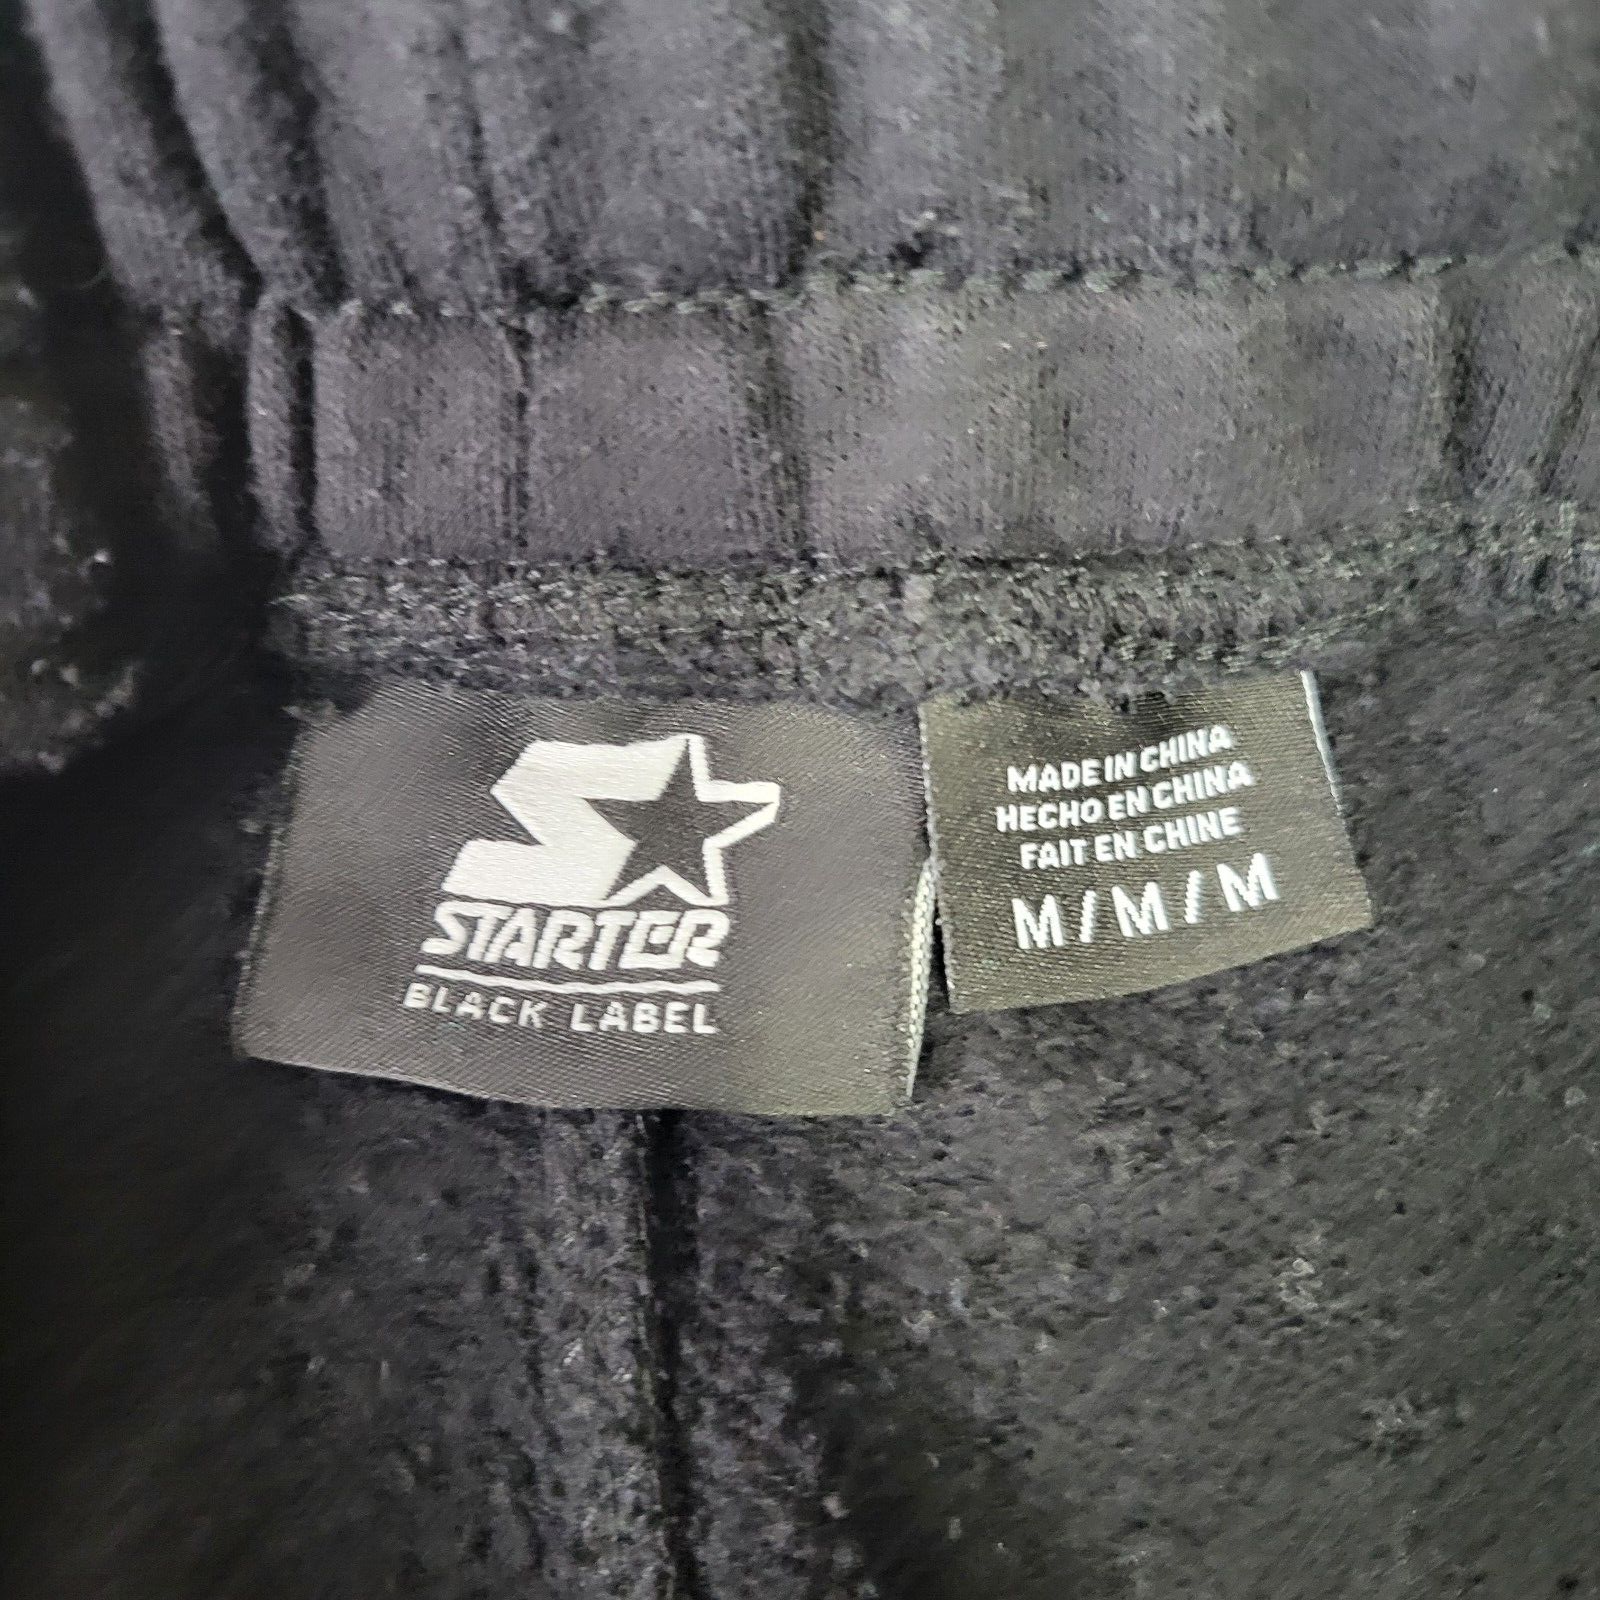 STARTER
BLACK LABEL
MADE IN CHINA
HECHO EN CHINA
FAIT EN CHINE
M / M / M